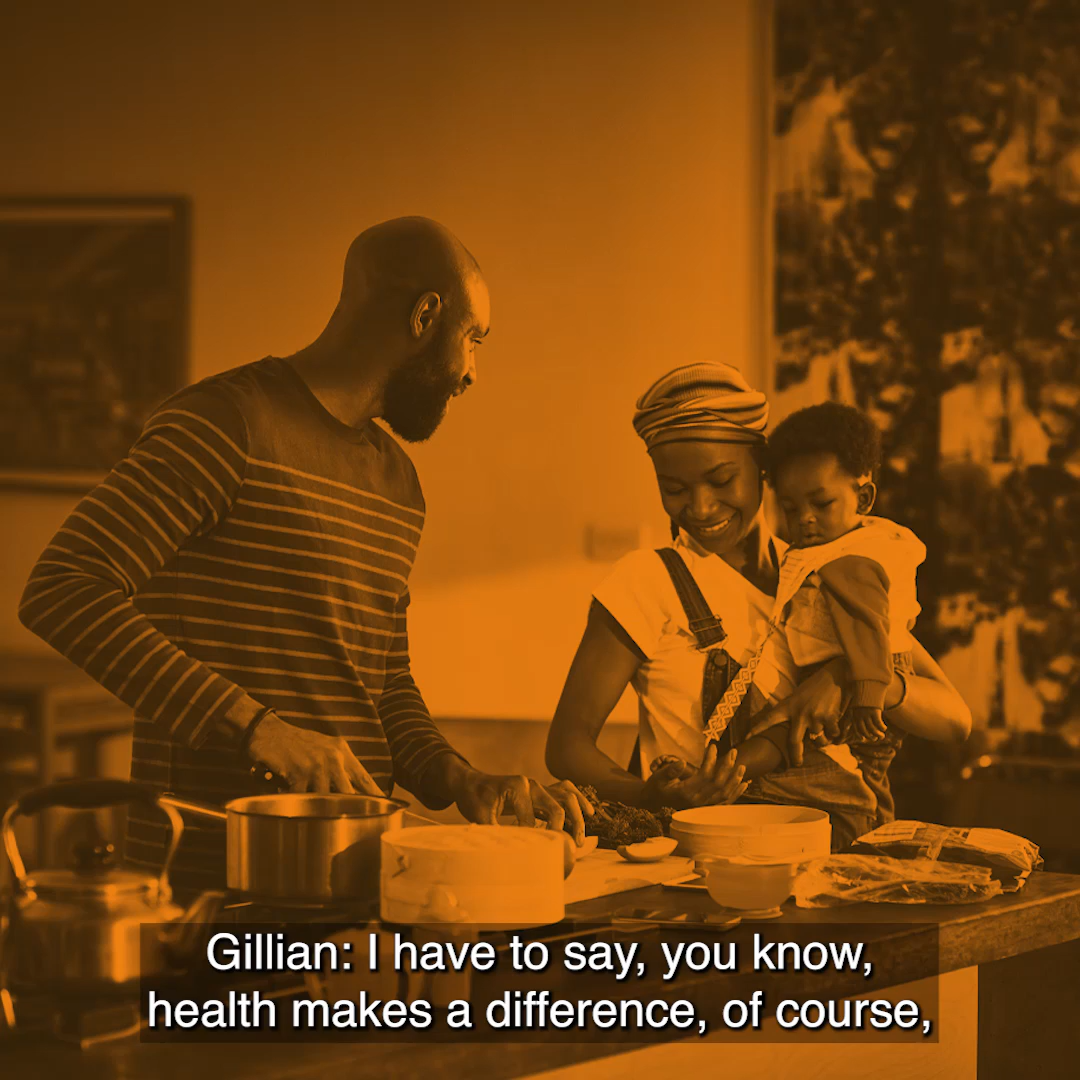 Gillian: I have to say, you know,
health makes a difference, of course,